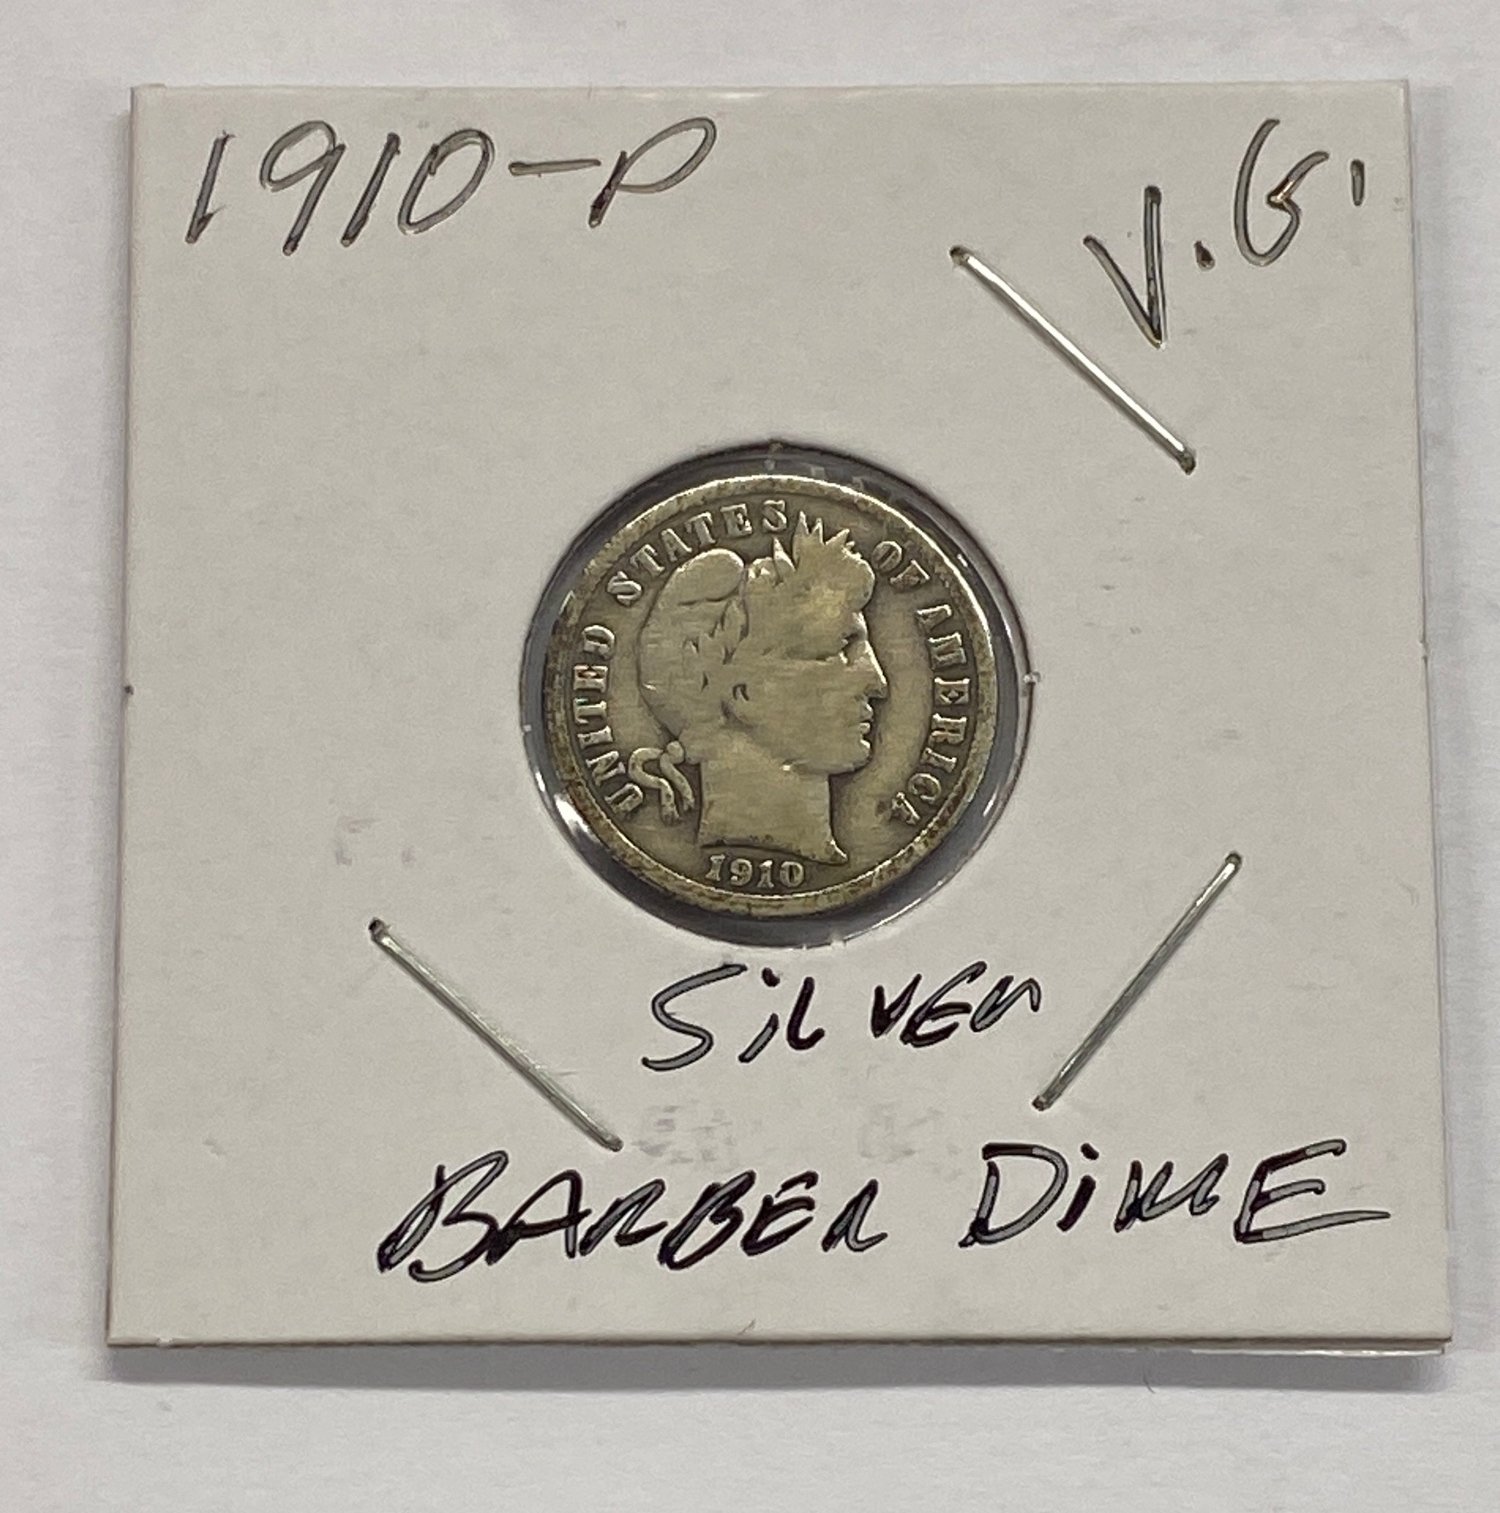 1910-P
V.G.
UNITED STATES OF AMERICA
1910
SILVER
BARBER DIME